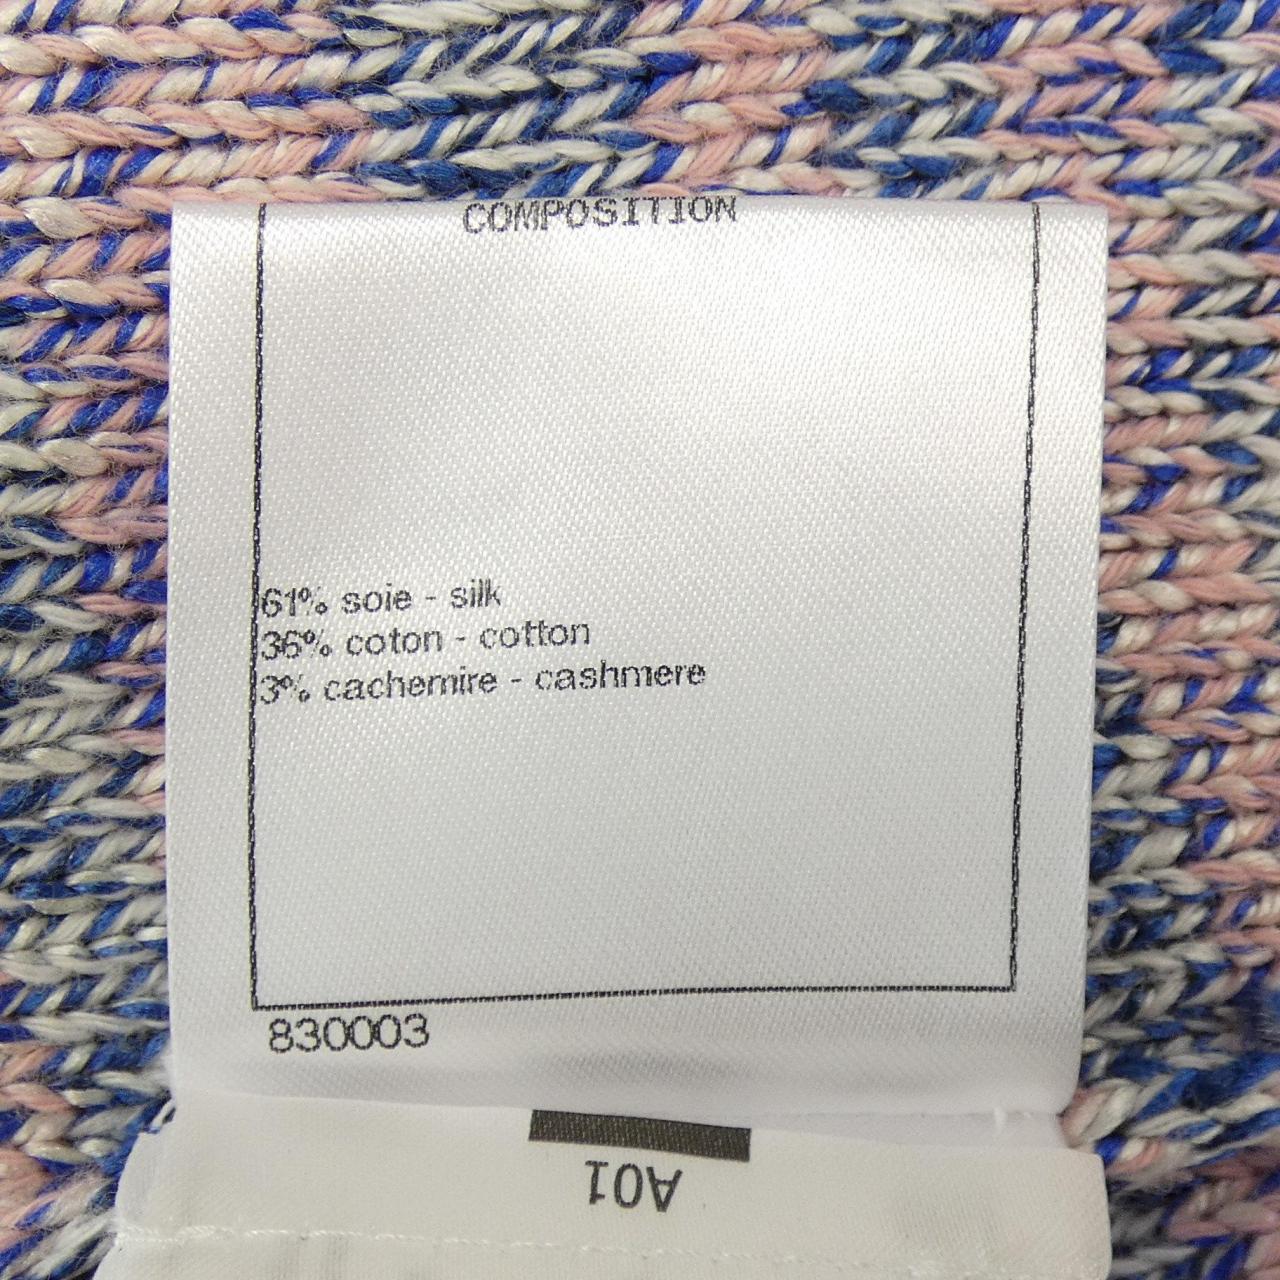 COMPOSITION
61% soie - silk
36% coton - cotton
3% cachemire - cashmere
830003
A01